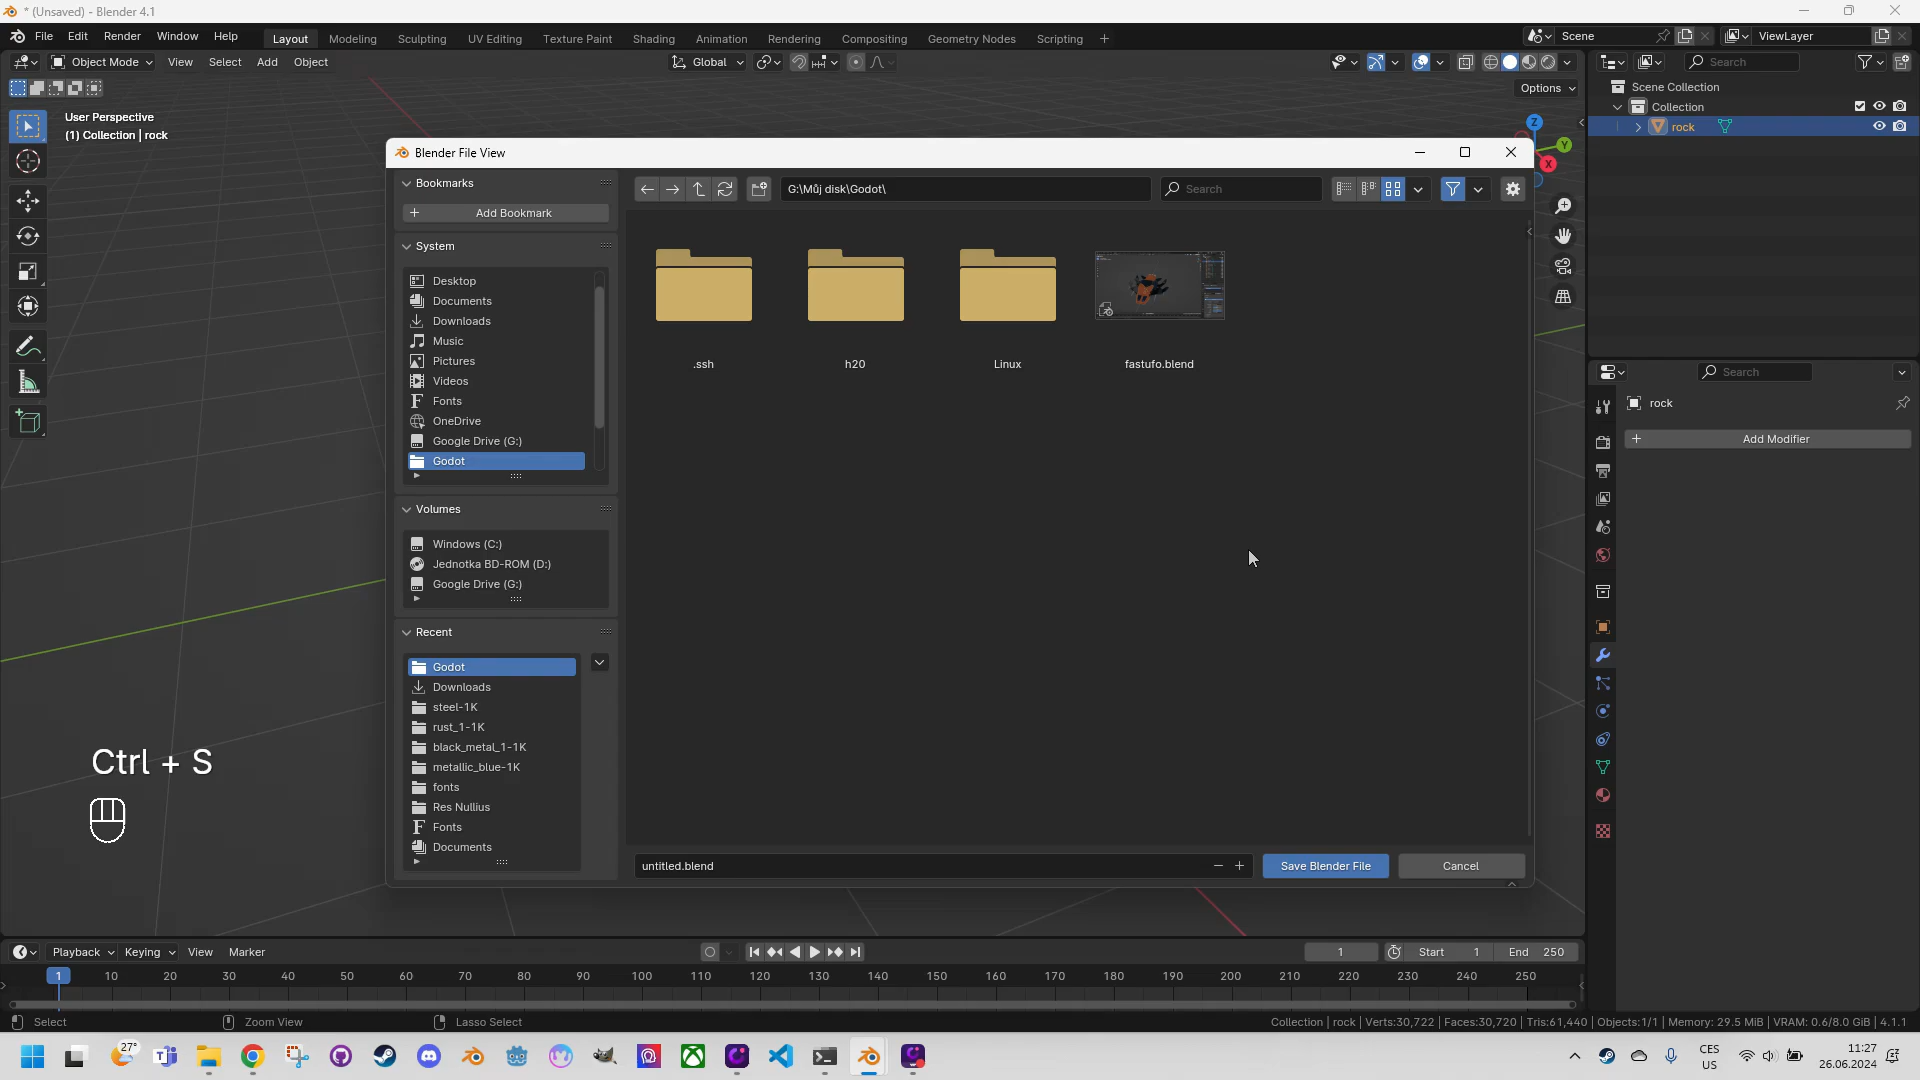 * (Unsaved) - Blender 4.1
File Edit Render Window Help
Layout Modeling Sculpting UV Editing Texture Paint Shading Animation Rendering Compositing Geometry Nodes Scripting +
Scene
ViewLayer
Object Mode View Select Add Object
Global
Search
Options
User Perspective
(1) Collection | rock
Scene Collection
Collection
rock
Z
Y
X
Blender File View
Bookmarks
Add Bookmark
G:\Můj disk\Godot\
Search
System
Desktop
Documents
Downloads
Music
Pictures
Videos
Fonts
OneDrive
Google Drive (G:)
Godot
.ssh
h20
Linux
fastufo.blend
Volumes
Windows (C:)
Jednotka BD-ROM (D:)
Google Drive (G:)
Recent
Godot
Downloads
steel-1K
rust_1-1K
black_metal_1-1K
metallic_blue-1K
fonts
Res Nullius
Fonts
Documents
untitled.blend
Save Blender File
Cancel
Search
rock
Add Modifier
Ctrl + S
Playback Keying View Marker
1
Start 1
End 250
1 10 20 30 40 50 60 70 80 90 100 110 120 130 140 150 160 170 180 190 200 210 220 230 240 250
Select
Zoom View
Lasso Select
Collection | rock | Verts:30,722 | Faces:30,720 | Tris:61,440 | Objects:1/1 | Memory: 29.5 MiB | VRAM: 0.6/8.0 GiB | 4.1.1
27°
CES
US
11:27
26.06.2024